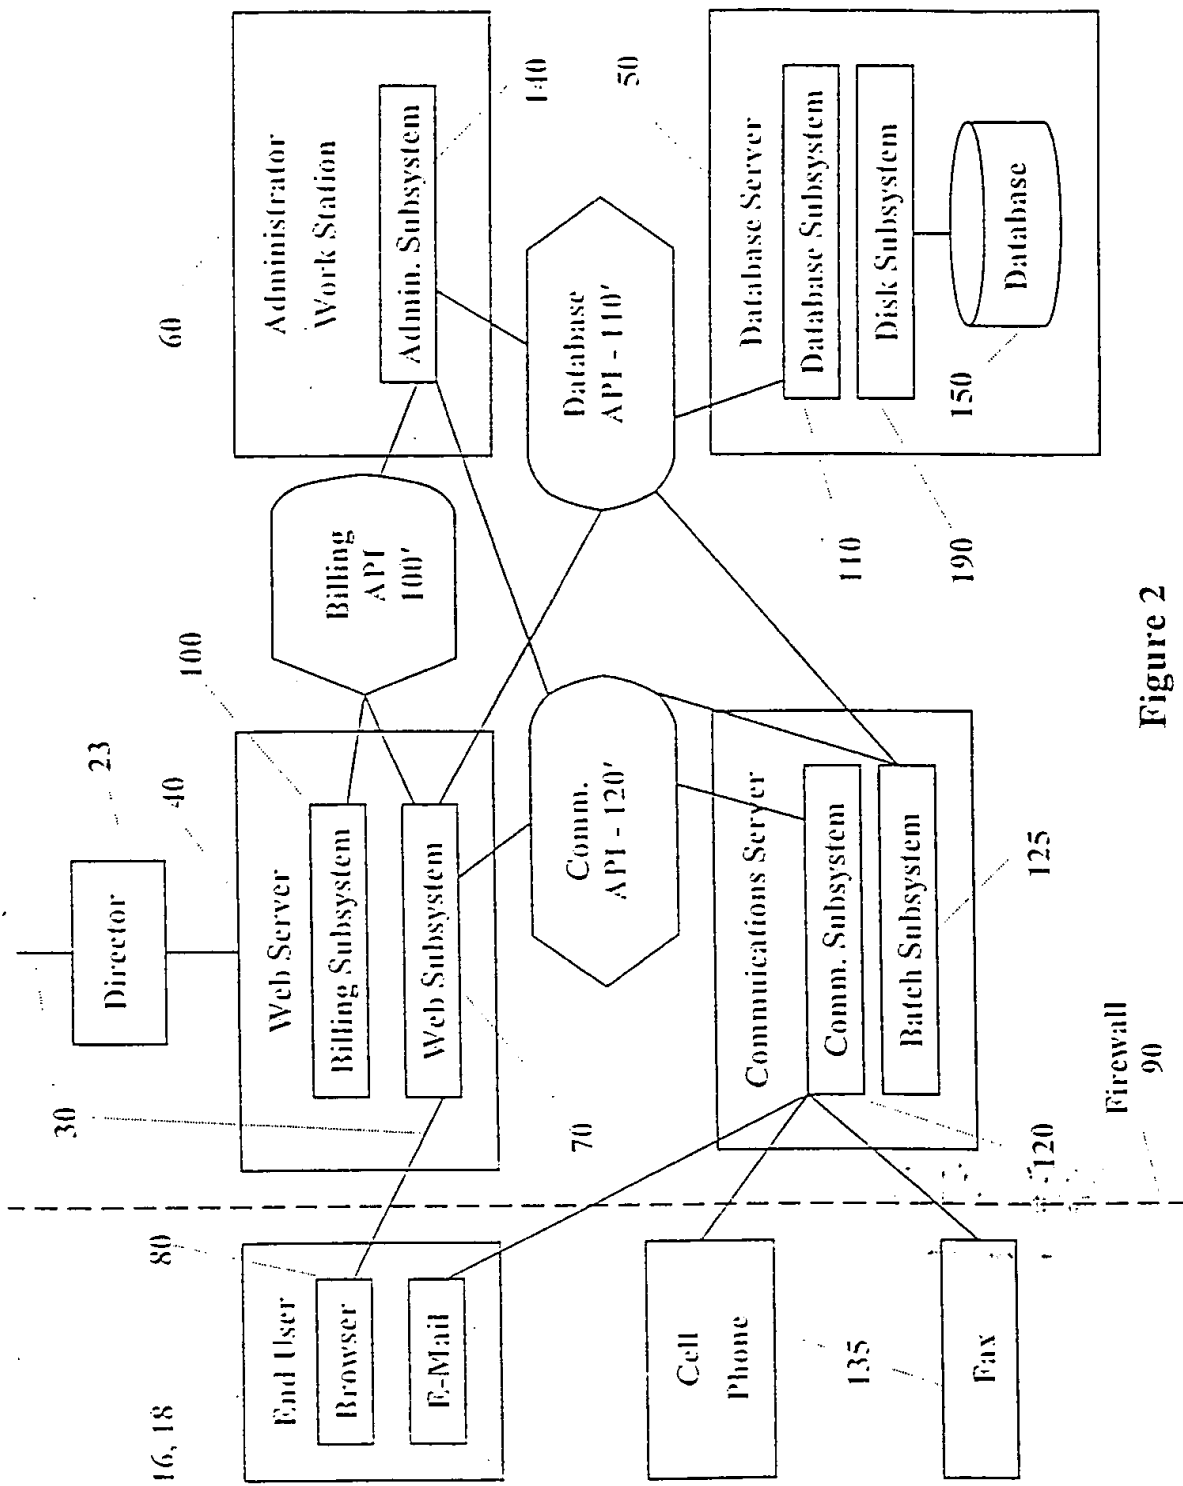 16, 18
End User
Browser
E-Mail
80
Cell
Phone
135
Fax
Firewall
90
30
23
Director
40
Web Server
Billing Subsystem
Web Subsystem
100
70
Billing
API
100'
Comm.
API - 120'
Commuications Server
Comm. Subsystem
Batch Subsystem
120
125
60
Administrator
Work Station
Admin. Subsystem
140
Database
API - 110'
50
Database Server
Database Subsystem
Disk Subsystem
Database
110
190
150
Figure 2